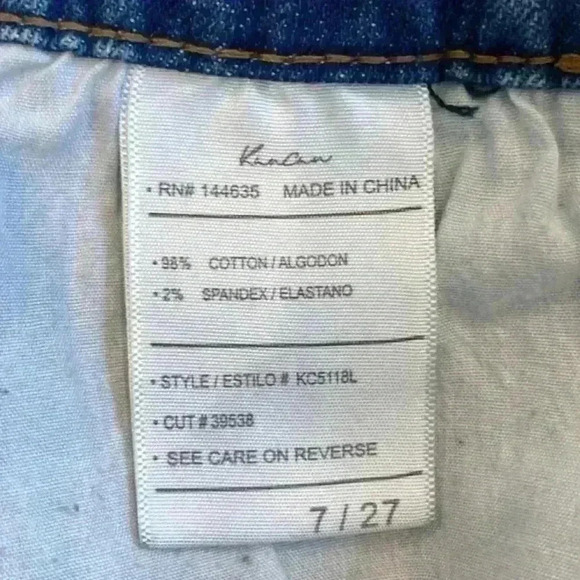 KanCan
• RN# 144635 MADE IN CHINA
• 98% COTTON / ALGODON
• 2% SPANDEX / ELASTANO
• STYLE / ESTILO # KC5118L
• CUT # 39538
• SEE CARE ON REVERSE
7 / 27